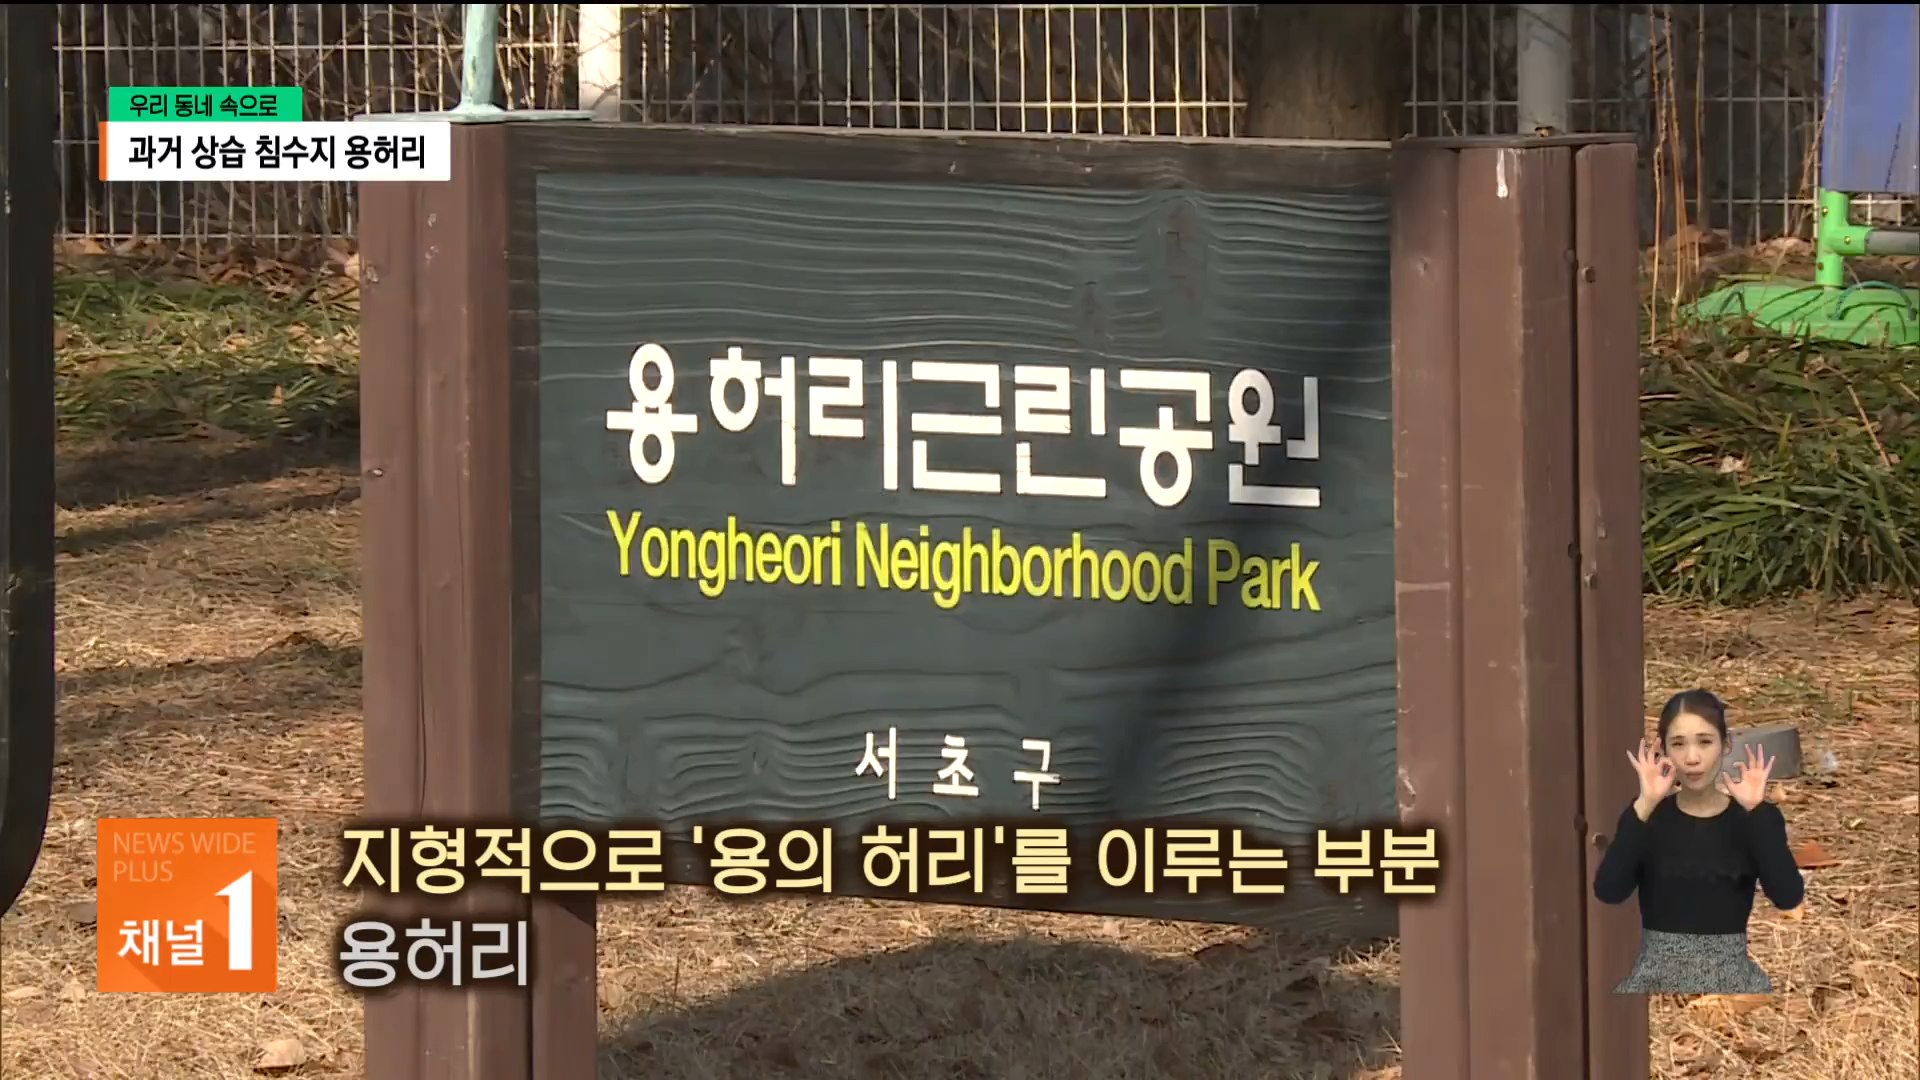 우리 동네 속으로
과거 상습 침수지 용허리
용허리근린공원
Yongheori Neighborhood Park
서초구
NEWS WIDE
PLUS
채널 1
지형적으로 '용의 허리'를 이루는 부분
용허리